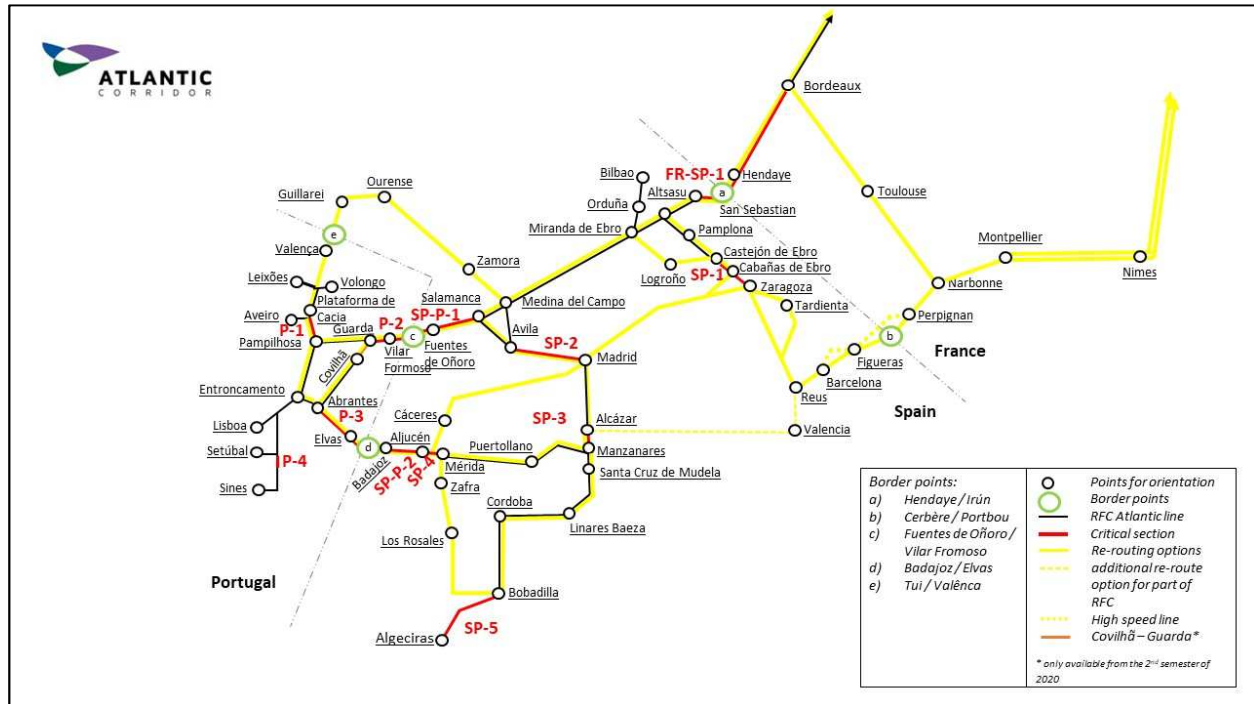 ATLANTIC
CORRIDOR
Bordeaux
Bilbao
FR-SP-1
Hendaye
Altsasu
a
Orduña
San Sebastian
Toulouse
Ourense
Guillarei
Miranda de Ebro
Pamplona
Montpellier
e
Valença
Castejón de Ebro
Nimes
Zamora
Logroño
SP-1
Cabañas de Ebro
Zaragoza
Narbonne
Leixões
Volongo
Plataforma de
Cacia
Salamanca
Medina del Campo
Tardienta
Perpignan
Aveiro
P-1
Guarda
P-2
SP-P-1
b
Pampilhosa
c
Avila
SP-2
Figueras
France
Vilar
Formoso
Fuentes
de Oñoro
Madrid
Barcelona
Covilhã
Reus
Entroncamento
Abrantes
Spain
Lisboa
P-3
Cáceres
SP-3
Alcázar
Valencia
Elvas
d
Aljucén
Puertollano
Manzanares
Setúbal
P-4
Badajoz
SP-P-2
SP-4
Mérida
Santa Cruz de Mudela
Sines
Zafra
Cordoba
Linares Baeza
Los Rosales
Portugal
Bobadilla
SP-5
Algeciras
Border points:
a) Hendaye / Irún
b) Cerbère / Portbou
c) Fuentes de Oñoro /
Vilar Fromoso
d) Badajoz / Elvas
e) Tui / Valênca
Points for orientation
Border points
RFC Atlantic line
Critical section
Re-routing options
additional re-route
option for part of
RFC
High speed line
Covilhã – Guarda*
* only available from the 2nd semester of
2020